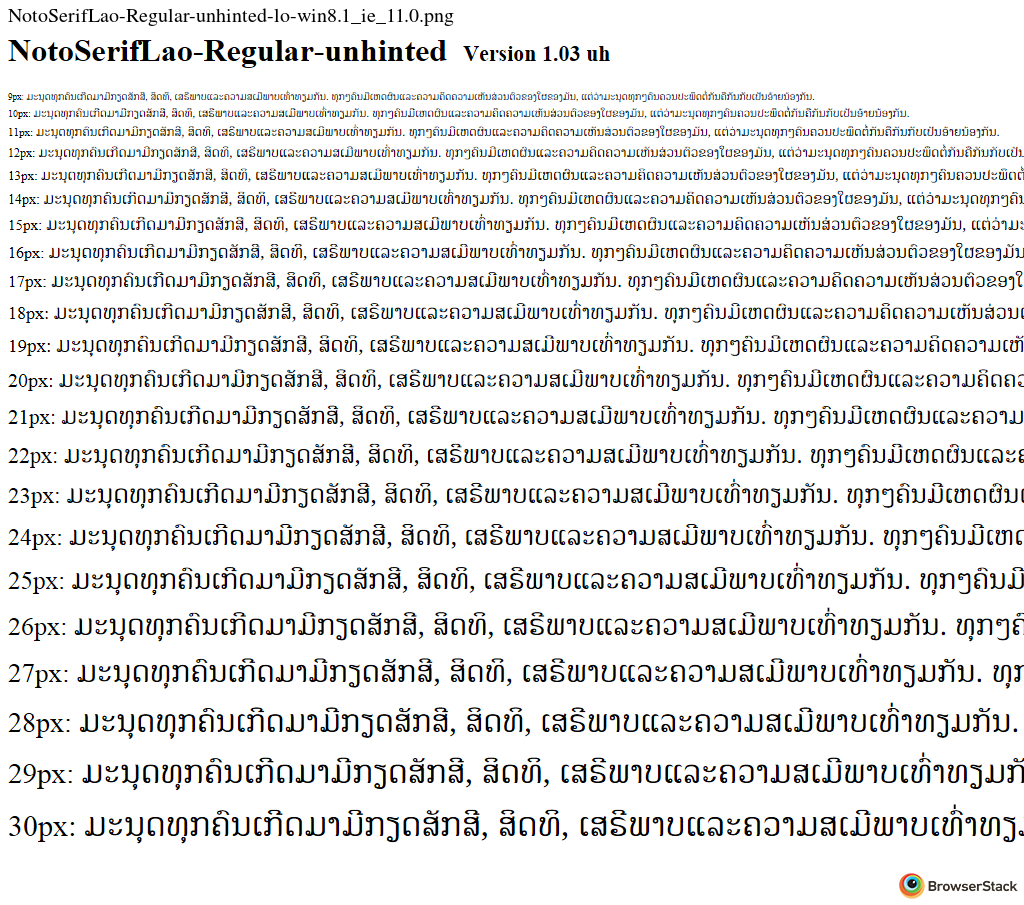 NotoSerifLao-Regular-unhinted-lo-win8.1_ie_11.0.png
NotoSerifLao-Regular-unhinted Version 1.03 uh
9px: ມະນຸດທຸກຄົນເກີດມາມີກຽດສັກສີ, ສິດທິ, ເສຣີພາບແລະຄວາມສເມີພາບເທົ່າທຽມກັນ. ທຸກໆຄົນມີເຫດຜົນແລະຄວາມຄິດຄວາມເຫັນສ່ວນຕົວຂອງໃຜຂອງມັນ, ແຕ່ວ່າມະນຸດທຸກໆຄົນຄວນປະພຶດຕໍ່ກັນຄືກັນກັບເປັນອ້າຍນ້ອງກັນ.
10px: ມະນຸດທຸກຄົນເກີດມາມີກຽດສັກສີ, ສິດທິ, ເສຣີພາບແລະຄວາມສເມີພາບເທົ່າທຽມກັນ. ທຸກໆຄົນມີເຫດຜົນແລະຄວາມຄິດຄວາມເຫັນສ່ວນຕົວຂອງໃຜຂອງມັນ, ແຕ່ວ່າມະນຸດທຸກໆຄົນຄວນປະພຶດຕໍ່ກັນຄືກັນກັບເປັນອ້າຍນ້ອງກັນ.
11px: ມະນຸດທຸກຄົນເກີດມາມີກຽດສັກສີ, ສິດທິ, ເສຣີພາບແລະຄວາມສເມີພາບເທົ່າທຽມກັນ. ທຸກໆຄົນມີເຫດຜົນແລະຄວາມຄິດຄວາມເຫັນສ່ວນຕົວຂອງໃຜຂອງມັນ, ແຕ່ວ່າມະນຸດທຸກໆຄົນຄວນປະພຶດຕໍ່ກັນຄືກັນກັບເປັນອ້າຍນ້ອງກັນ.
12px: ມະນຸດທຸກຄົນເກີດມາມີກຽດສັກສີ, ສິດທິ, ເສຣີພາບແລະຄວາມສເມີພາບເທົ່າທຽມກັນ. ທຸກໆຄົນມີເຫດຜົນແລະຄວາມຄິດຄວາມເຫັນສ່ວນຕົວຂອງໃຜຂອງມັນ, ແຕ່ວ່າມະນຸດທຸກໆຄົນຄວນປະພຶດຕໍ່ກັນຄືກັນກັບເປັ
13px: ມະນຸດທຸກຄົນເກີດມາມີກຽດສັກສີ, ສິດທິ, ເສຣີພາບແລະຄວາມສເມີພາບເທົ່າທຽມກັນ. ທຸກໆຄົນມີເຫດຜົນແລະຄວາມຄິດຄວາມເຫັນສ່ວນຕົວຂອງໃຜຂອງມັນ, ແຕ່ວ່າມະນຸດທຸກໆຄົນຄວນປະພຶດຕໍ່
14px: ມະນຸດທຸກຄົນເກີດມາມີກຽດສັກສີ, ສິດທິ, ເສຣີພາບແລະຄວາມສເມີພາບເທົ່າທຽມກັນ. ທຸກໆຄົນມີເຫດຜົນແລະຄວາມຄິດຄວາມເຫັນສ່ວນຕົວຂອງໃຜຂອງມັນ, ແຕ່ວ່າມະນຸດທຸກໆຄົນ
15px: ມະນຸດທຸກຄົນເກີດມາມີກຽດສັກສີ, ສິດທິ, ເສຣີພາບແລະຄວາມສເມີພາບເທົ່າທຽມກັນ. ທຸກໆຄົນມີເຫດຜົນແລະຄວາມຄິດຄວາມເຫັນສ່ວນຕົວຂອງໃຜຂອງມັນ, ແຕ່ວ່າມະ
16px: ມະນຸດທຸກຄົນເກີດມາມີກຽດສັກສີ, ສິດທິ, ເສຣີພາບແລະຄວາມສເມີພາບເທົ່າທຽມກັນ. ທຸກໆຄົນມີເຫດຜົນແລະຄວາມຄິດຄວາມເຫັນສ່ວນຕົວຂອງໃຜຂອງມັນ
17px: ມະນຸດທຸກຄົນເກີດມາມີກຽດສັກສີ, ສິດທິ, ເສຣີພາບແລະຄວາມສເມີພາບເທົ່າທຽມກັນ. ທຸກໆຄົນມີເຫດຜົນແລະຄວາມຄິດຄວາມເຫັນສ່ວນຕົວຂອງໃ
18px: ມະນຸດທຸກຄົນເກີດມາມີກຽດສັກສີ, ສິດທິ, ເສຣີພາບແລະຄວາມສເມີພາບເທົ່າທຽມກັນ. ທຸກໆຄົນມີເຫດຜົນແລະຄວາມຄິດຄວາມເຫັນສ່ວນ
19px: ມະນຸດທຸກຄົນເກີດມາມີກຽດສັກສີ, ສິດທິ, ເສຣີພາບແລະຄວາມສເມີພາບເທົ່າທຽມກັນ. ທຸກໆຄົນມີເຫດຜົນແລະຄວາມຄິດຄວາມເຫັ
20px: ມະນຸດທຸກຄົນເກີດມາມີກຽດສັກສີ, ສິດທິ, ເສຣີພາບແລະຄວາມສເມີພາບເທົ່າທຽມກັນ. ທຸກໆຄົນມີເຫດຜົນແລະຄວາມຄິດຄວ
21px: ມະນຸດທຸກຄົນເກີດມາມີກຽດສັກສີ, ສິດທິ, ເສຣີພາບແລະຄວາມສເມີພາບເທົ່າທຽມກັນ. ທຸກໆຄົນມີເຫດຜົນແລະຄວາມ
22px: ມະນຸດທຸກຄົນເກີດມາມີກຽດສັກສີ, ສິດທິ, ເສຣີພາບແລະຄວາມສເມີພາບເທົ່າທຽມກັນ. ທຸກໆຄົນມີເຫດຜົນແລະຄ
23px: ມະນຸດທຸກຄົນເກີດມາມີກຽດສັກສີ, ສິດທິ, ເສຣີພາບແລະຄວາມສເມີພາບເທົ່າທຽມກັນ. ທຸກໆຄົນມີເຫດຜົນ
24px: ມະນຸດທຸກຄົນເກີດມາມີກຽດສັກສີ, ສິດທິ, ເສຣີພາບແລະຄວາມສເມີພາບເທົ່າທຽມກັນ. ທຸກໆຄົນມີເຫດ
25px: ມະນຸດທຸກຄົນເກີດມາມີກຽດສັກສີ, ສິດທິ, ເສຣີພາບແລະຄວາມສເມີພາບເທົ່າທຽມກັນ. ທຸກໆຄົນມີ
26px: ມະນຸດທຸກຄົນເກີດມາມີກຽດສັກສີ, ສິດທິ, ເສຣີພາບແລະຄວາມສເມີພາບເທົ່າທຽມກັນ. ທຸກໆຄົ
27px: ມະນຸດທຸກຄົນເກີດມາມີກຽດສັກສີ, ສິດທິ, ເສຣີພາບແລະຄວາມສເມີພາບເທົ່າທຽມກັນ. ທຸກ
28px: ມະນຸດທຸກຄົນເກີດມາມີກຽດສັກສີ, ສິດທິ, ເສຣີພາບແລະຄວາມສເມີພາບເທົ່າທຽມກັນ.
29px: ມະນຸດທຸກຄົນເກີດມາມີກຽດສັກສີ, ສິດທິ, ເສຣີພາບແລະຄວາມສເມີພາບເທົ່າທຽມກັ
30px: ມະນຸດທຸກຄົນເກີດມາມີກຽດສັກສີ, ສິດທິ, ເສຣີພາບແລະຄວາມສເມີພາບເທົ່າທຽ
BrowserStack